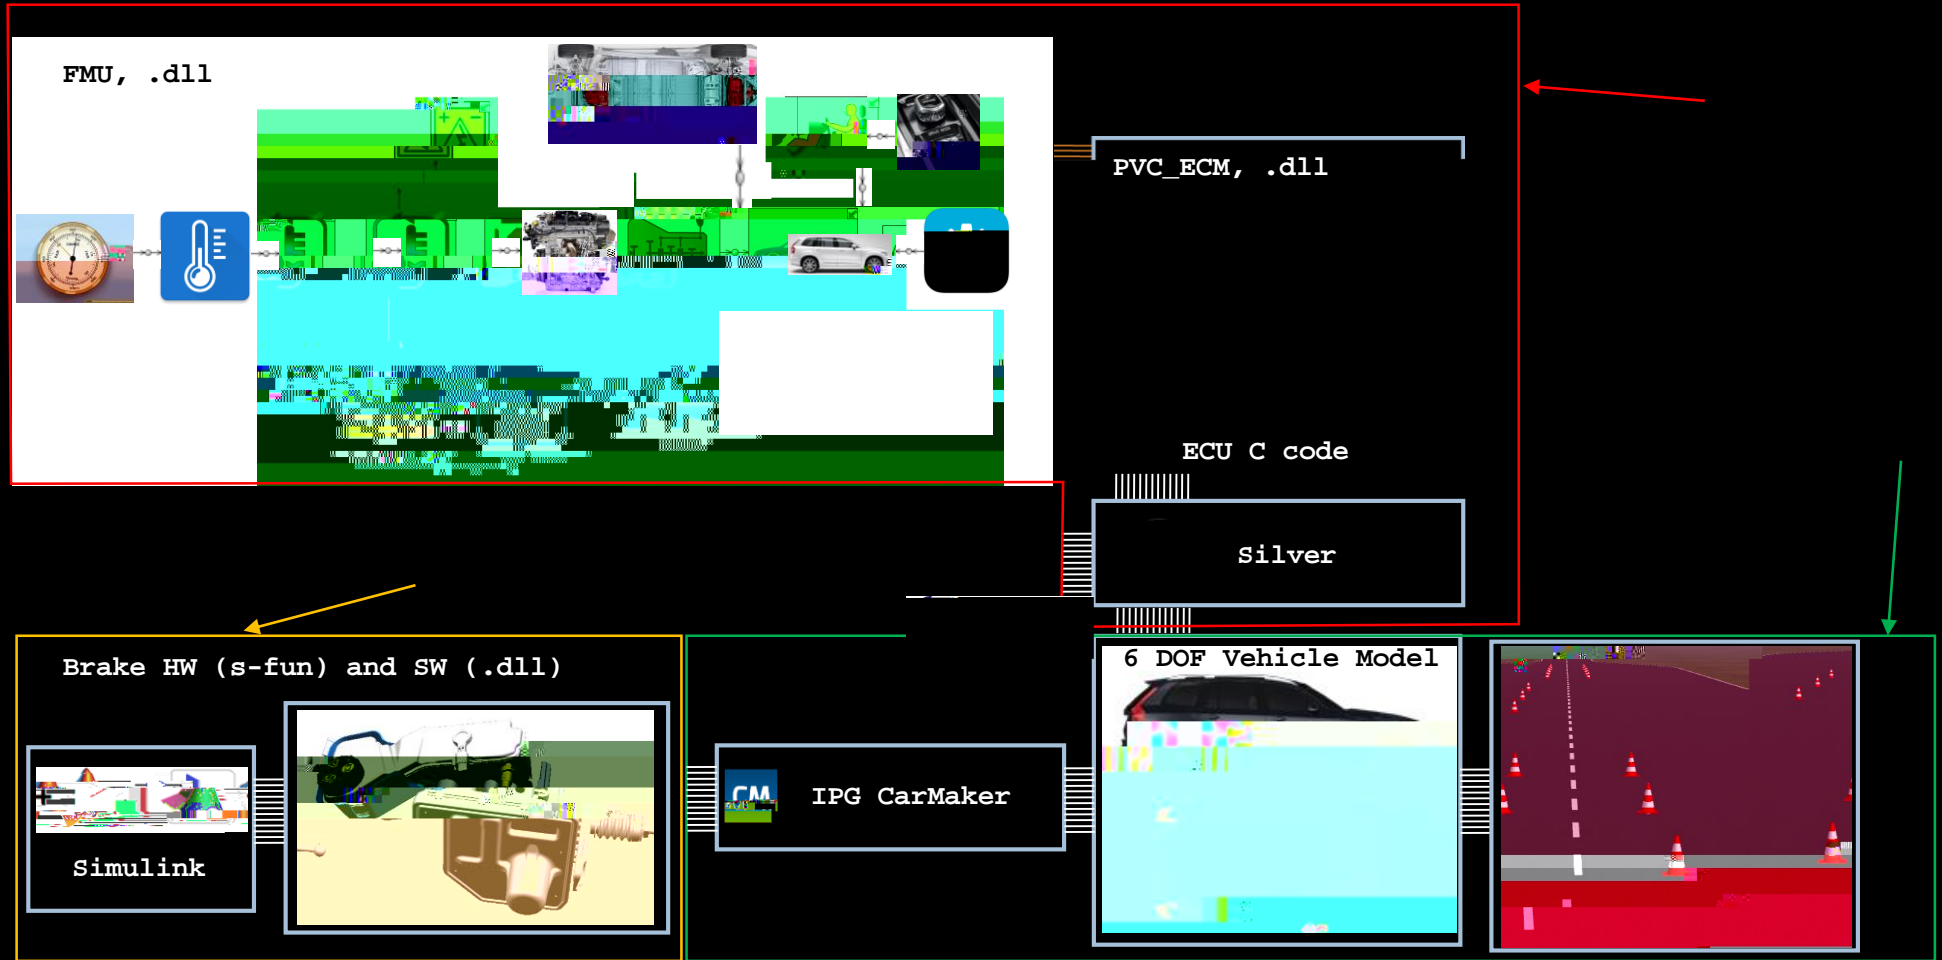 FMU, .dll
PVC_ECM, .dll
ECU C code
Silver
Brake HW (s-fun) and SW (.dll)
6 DOF Vehicle Model
CM
IPG CarMaker
Simulink